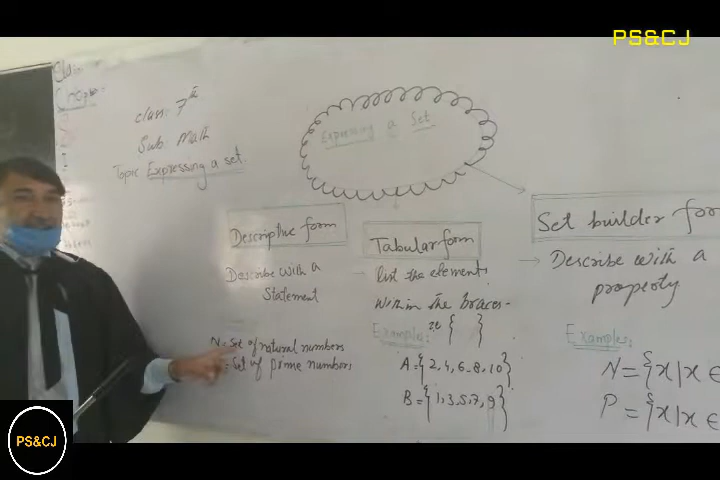 PS&CJ
class: 7th
Sub: Math
Topic Expressing a set.
Expressing a Set
Descriptive form
Describe with a
Statement
N= Set of natural numbers
= Set of prime numbers
Tabular form
list the elements
within the braces-
Examples { }
A={2,4,6,8,10}
B={1,3,5,7,9}
Set builder for
Describe with a
property
Examples:
N={x|x∈
P={x|x∈
PS&CJ